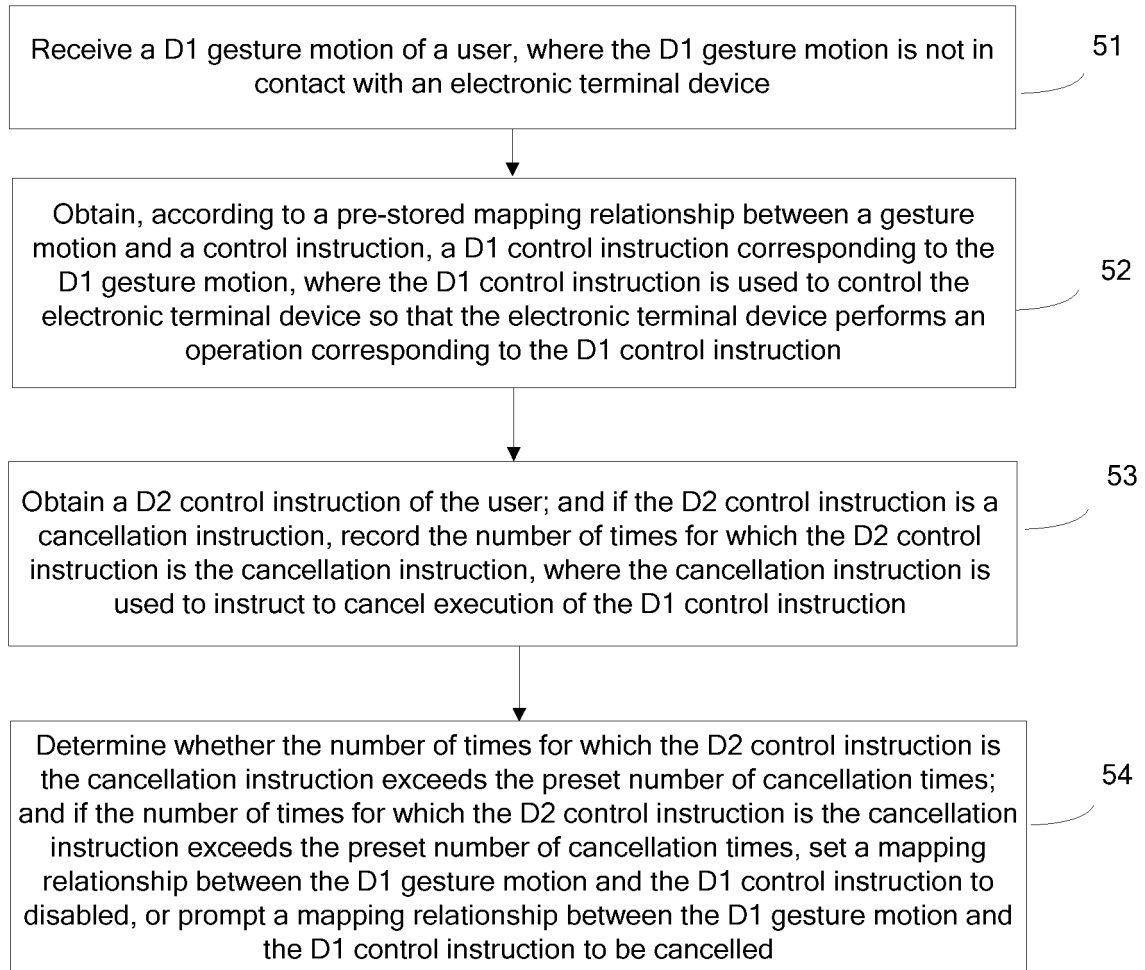 Receive a D1 gesture motion of a user, where the D1 gesture motion is not in
contact with an electronic terminal device
51
Obtain, according to a pre-stored mapping relationship between a gesture
motion and a control instruction, a D1 control instruction corresponding to the
D1 gesture motion, where the D1 control instruction is used to control the
electronic terminal device so that the electronic terminal device performs an
operation corresponding to the D1 control instruction
52
Obtain a D2 control instruction of the user; and if the D2 control instruction is a
cancellation instruction, record the number of times for which the D2 control
instruction is the cancellation instruction, where the cancellation instruction is
used to instruct to cancel execution of the D1 control instruction
53
Determine whether the number of times for which the D2 control instruction is
the cancellation instruction exceeds the preset number of cancellation times;
and if the number of times for which the D2 control instruction is the cancellation
instruction exceeds the preset number of cancellation times, set a mapping
relationship between the D1 gesture motion and the D1 control instruction to
disabled, or prompt a mapping relationship between the D1 gesture motion and
the D1 control instruction to be cancelled
54